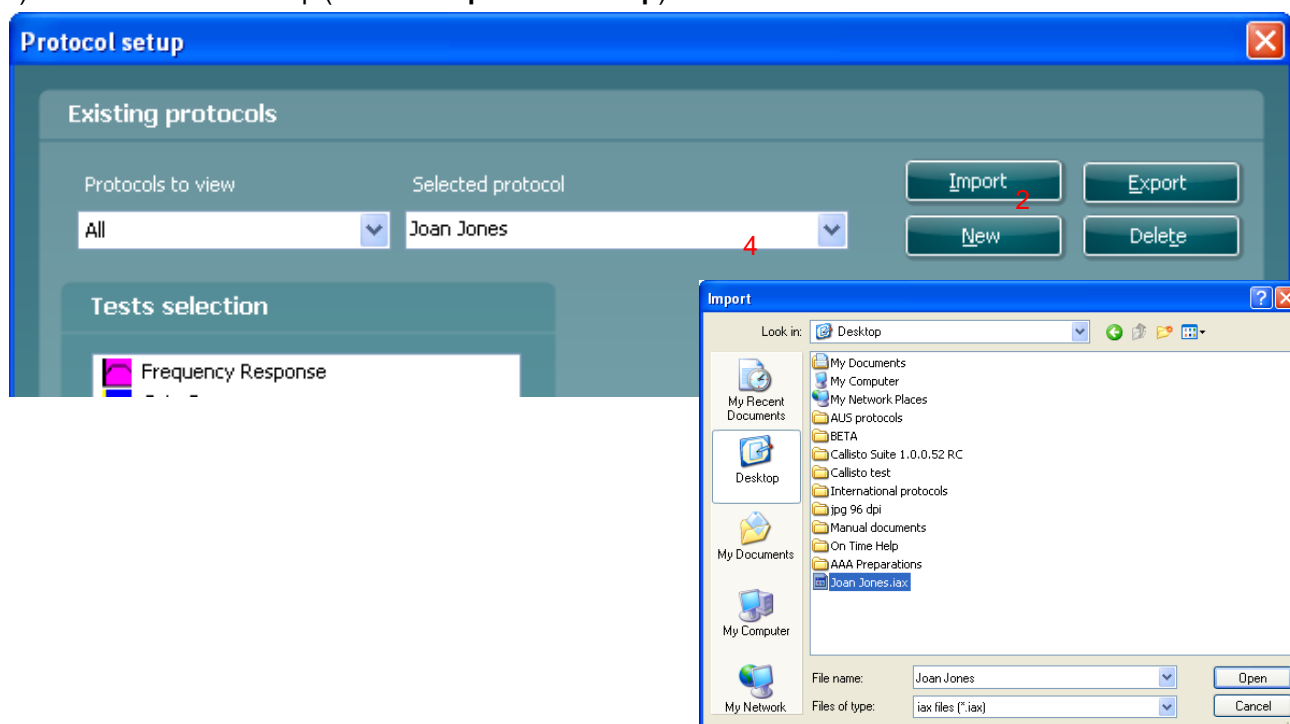 Protocol setup
Existing protocols
Protocols to view
Selected protocol
Import
2
Export
All
Joan Jones
4
New
Delete
Tests selection
Frequency Response
Import
Look in:
Desktop
My Recent
Documents
Desktop
My Documents
My Computer
My Network
My Documents
My Computer
My Network Places
AUS protocols
BETA
Callisto Suite 1.0.0.52 RC
Callisto test
International protocols
jpg 96 dpi
Manual documents
On Time Help
AAA Preparations
Joan Jones.iax
File name:
Joan Jones
Open
Files of type:
iax files (*.iax)
Cancel